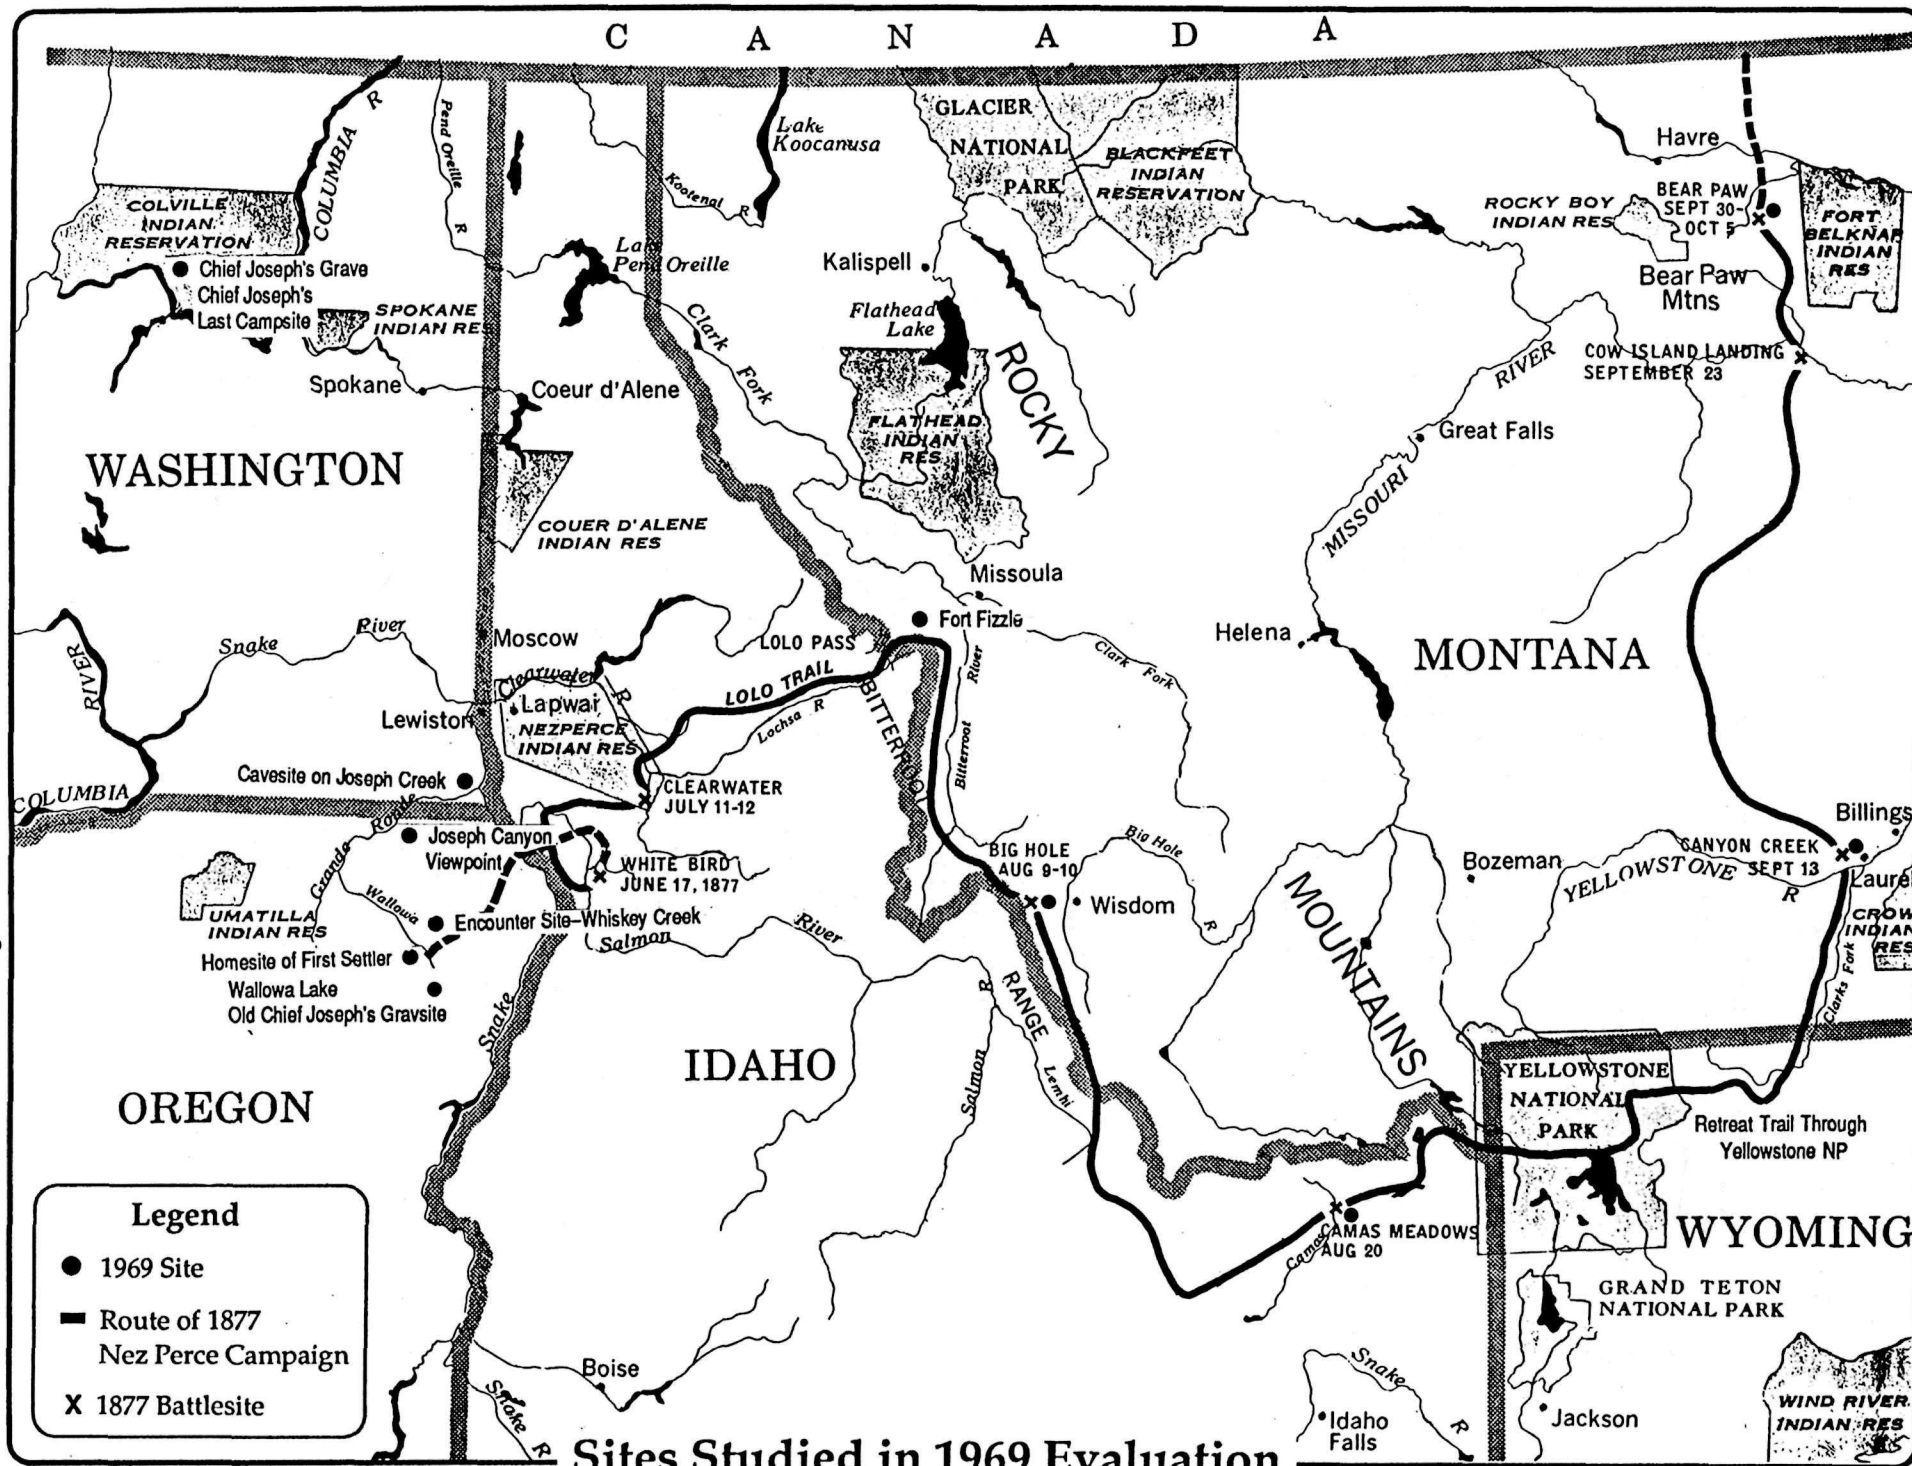 C A N A D A
COLUMBIA R
Pend Oreille R
Lake
Koocanusa
Kootenai R
GLACIER
NATIONAL
PARK
BLACKFEET
INDIAN
RESERVATION
Havre
ROCKY BOY
INDIAN RES
BEAR PAW
SEPT 30-
OCT 5
FORT
BELKNAP
INDIAN
RES
Bear Paw
Mtns
COLVILLE
INDIAN
RESERVATION
Chief Joseph's Grave
Chief Joseph's
Last Campsite
SPOKANE
INDIAN RES
Lake
Pend Oreille
Kalispell
Flathead
Lake
Clark
Fork
ROCKY
COW ISLAND LANDING
SEPTEMBER 23
RIVER
Spokane
Coeur d'Alene
FLATHEAD
INDIAN
RES
Great Falls
MISSOURI
WASHINGTON
COUER D'ALENE
INDIAN RES
Missoula
Fort Fizzle
Snake River
RIVER
Moscow
LOLO PASS
Helena
MONTANA
Clearwater R
LOLO TRAIL
Lochsa R
BITTERROOT
River
Bitterroot
Clark
Fork
Lewiston
Lapwai
NEZPERCE
INDIAN RES
Cavesite on Joseph Creek
CLEARWATER
JULY 11-12
COLUMBIA
Grande Ronde
Joseph Canyon
Viewpoint
WHITE BIRD
JUNE 17, 1877
BIG HOLE
AUG 9-10
Big Hole
R
Wisdom
Bozeman
Billings
CANYON CREEK
SEPT 13
YELLOWSTONE
R
Laurel
CROW
INDIAN
RES
Clarks Fork
UMATILLA
INDIAN RES
Wallowa
Encounter Site–Whiskey Creek
Homesite of First Settler
Wallowa Lake
Old Chief Joseph's Gravsite
Salmon
River
Snake
RANGE
Lemhi
Salmon
R
MOUNTAINS
IDAHO
OREGON
YELLOWSTONE
NATIONAL
PARK
Retreat Trail Through
Yellowstone NP
CAMAS MEADOWS
AUG 20
Camas
WYOMING
GRAND TETON
NATIONAL PARK
Legend
1969 Site
Route of 1877
Nez Perce Campaign
X 1877 Battlesite
Boise
Snake
R
Snake
R
Idaho
Falls
Jackson
WIND RIVER
INDIAN RES
Sites Studied in 1969 Evaluation